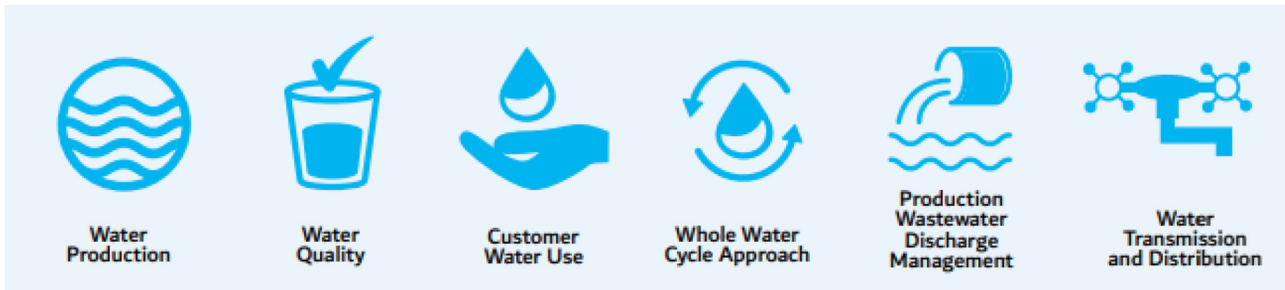 Water
Production
Water
Quality
Customer
Water Use
Whole Water
Cycle Approach
Production
Wastewater
Discharge
Management
Water
Transmission
and Distribution